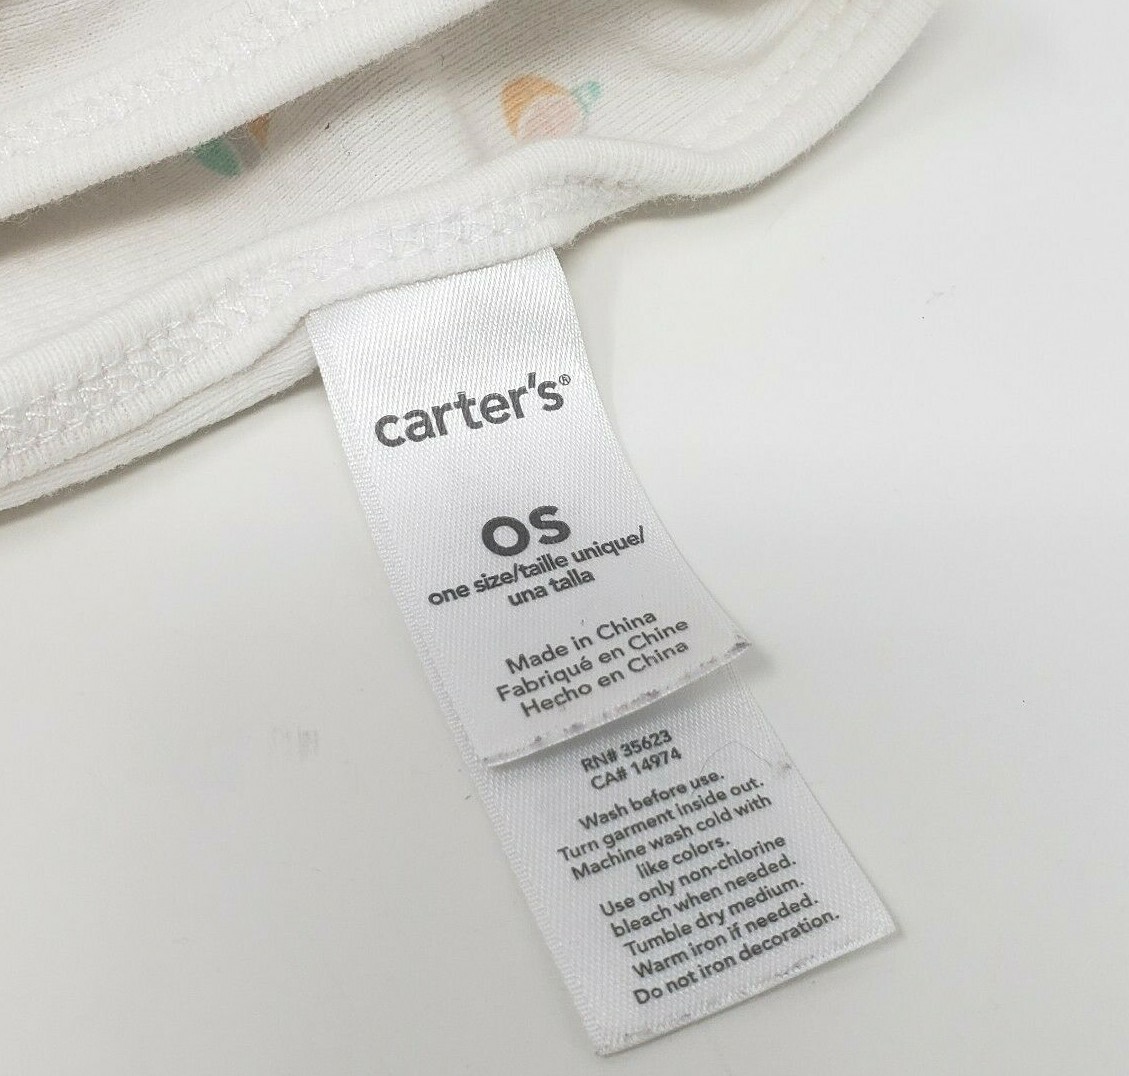 carter's®
OS
one size/taille unique/
una talla
Made in China
Fabriqué en Chine
Hecho en China
RN# 35623
CA# 14974
Wash before use.
Turn garment inside out.
Machine wash cold with
like colors.
Use only non-chlorine
bleach when needed.
Tumble dry medium.
Warm iron if needed.
Do not iron decoration.